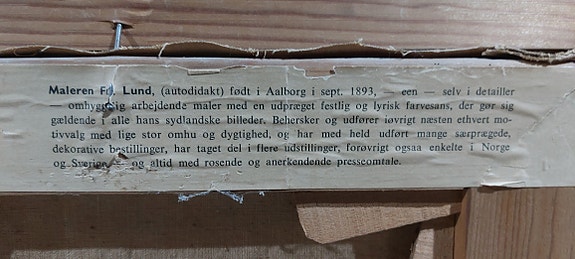 Maleren Fr. Lund, (autodidakt) født i Aalborg i sept. 1893, — een — selv i detailler
— omhyggelig arbejdende maler med en udpræget festlig og lyrisk farvesans, der gør sig
gældende i alle hans sydlandske billeder. Behersker og udfører iøvrigt næsten ethvert mo-
tivvalg med lige stor omhu og dygtighed, og har med held udført mange særprægede,
dekorative bestillinger, har taget del i flere udstillinger, forøvrigt ogsaa enkelte i Norge
og Sverige — og altid med rosende og anerkendende presseomtale.